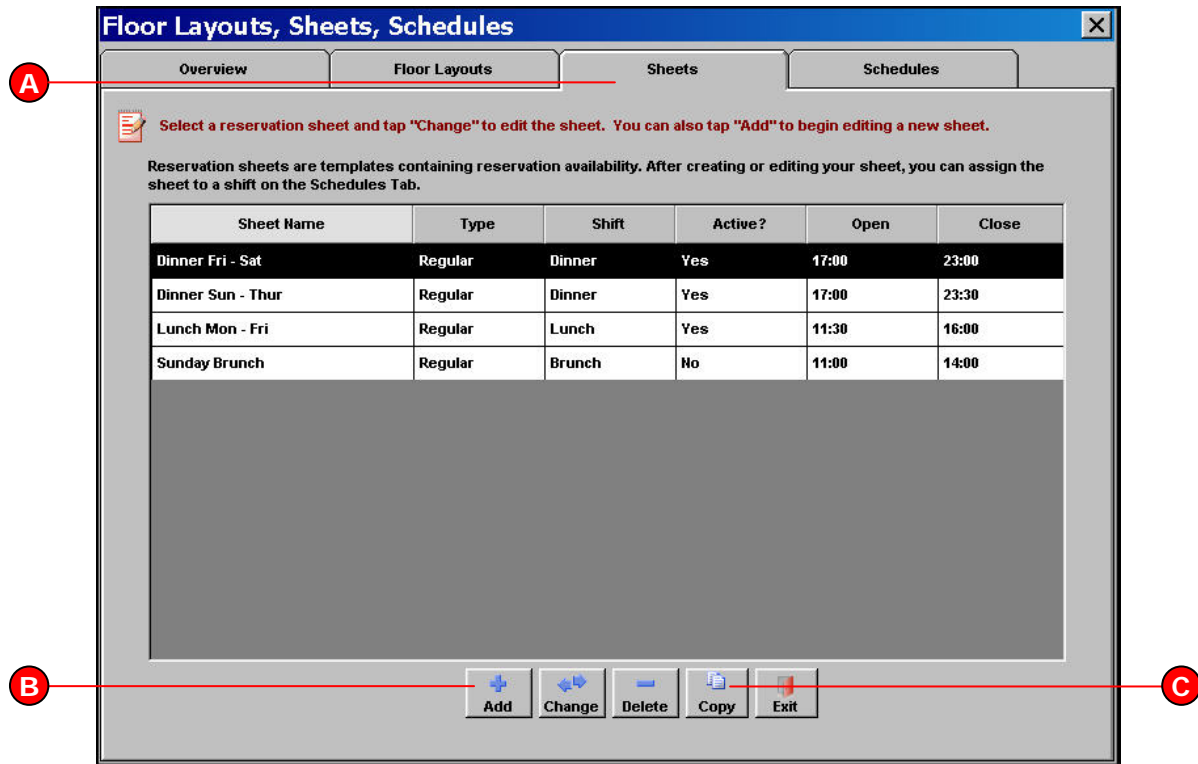 Floor Layouts, Sheets, Schedules
Overview Floor Layouts Sheets Schedules
A
Select a reservation sheet and tap "Change" to edit the sheet. You can also tap "Add" to begin editing a new sheet.
Reservation sheets are templates containing reservation availability. After creating or editing your sheet, you can assign the
sheet to a shift on the Schedules Tab.
Sheet Name Type Shift Active? Open Close
Dinner Fri - Sat Regular Dinner Yes 17:00 23:00
Dinner Sun - Thur Regular Dinner Yes 17:00 23:30
Lunch Mon - Fri Regular Lunch Yes 11:30 16:00
Sunday Brunch Regular Brunch No 11:00 14:00
B C
Add Change Delete Copy Exit